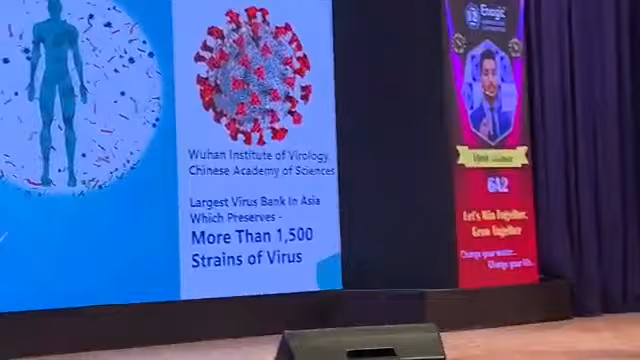 Wuhan Institute of Virology,
Chinese Academy of Sciences
Largest Virus Bank In Asia
Which Preserves -
More Than 1,500
Strains of Virus
Enagic
6A2
Let's Win Together,
Grow Together
Change your water...
Change your life...